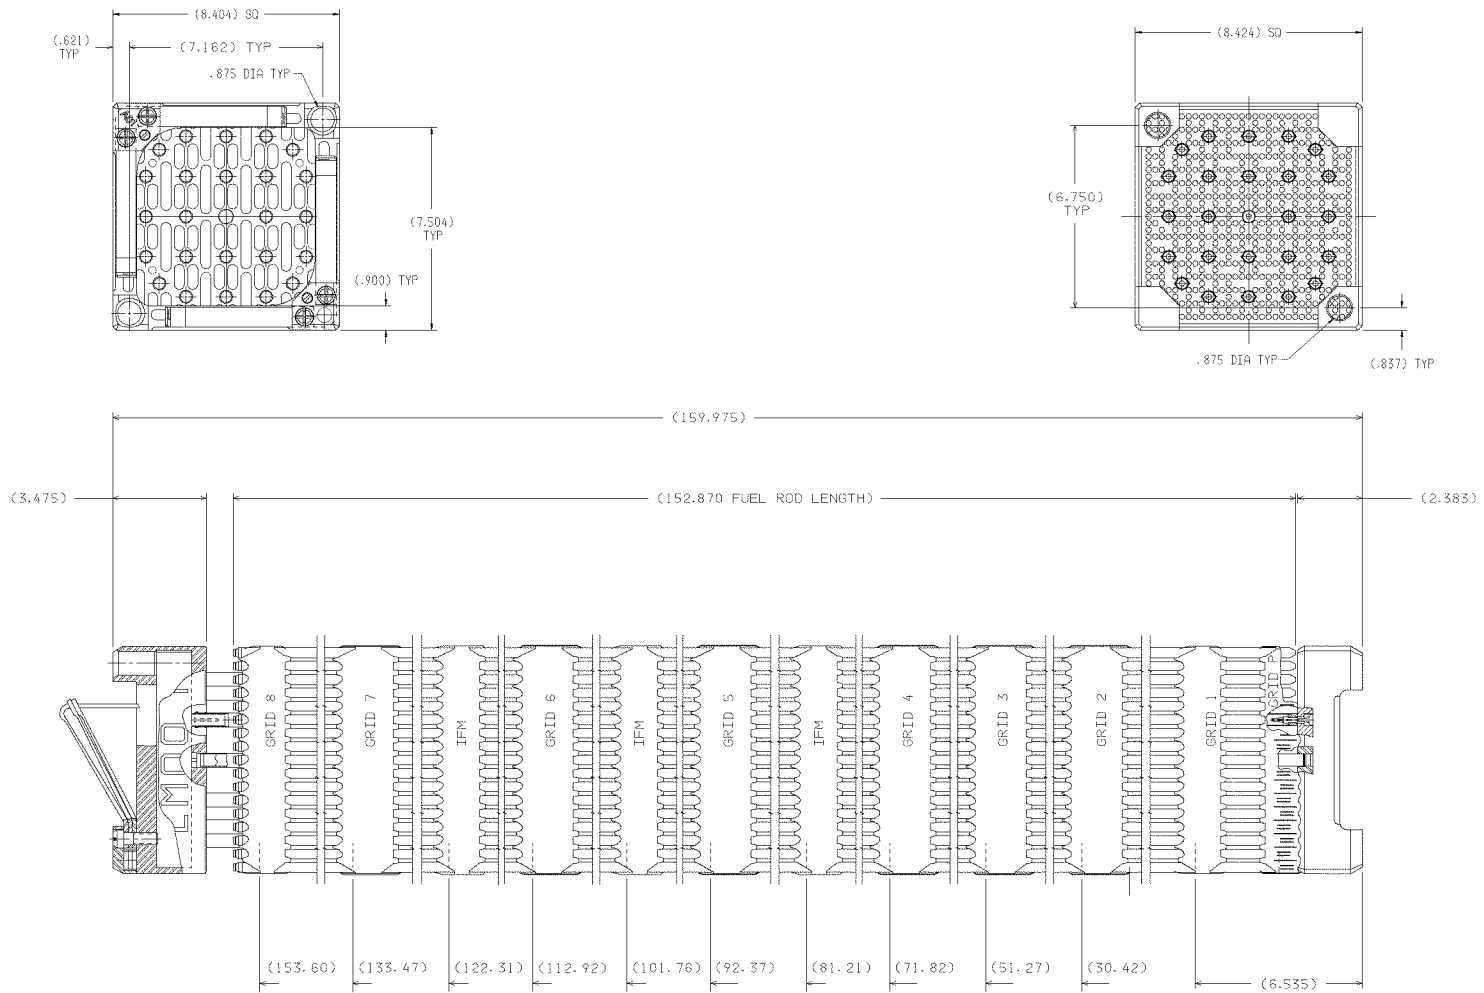 (8.404) SQ
(.621)
TYP
(7.162) TYP
.875 DIA TYP
(7.504)
TYP
(.900) TYP
(8.424) SQ
(6.750)
TYP
.875 DIA TYP
(.837) TYP
(159.975)
(3.475)
(152.870 FUEL ROD LENGTH)
(2.383)
GRID 8
GRID 7
IFM
GRID 6
IFM
GRID 5
IFM
GRID 4
GRID 3
GRID 2
GRID 1
GRID P
(153.60)
(133.47)
(122.31)
(112.92)
(101.76)
(92.37)
(81.21)
(71.82)
(51.27)
(30.42)
(6.535)